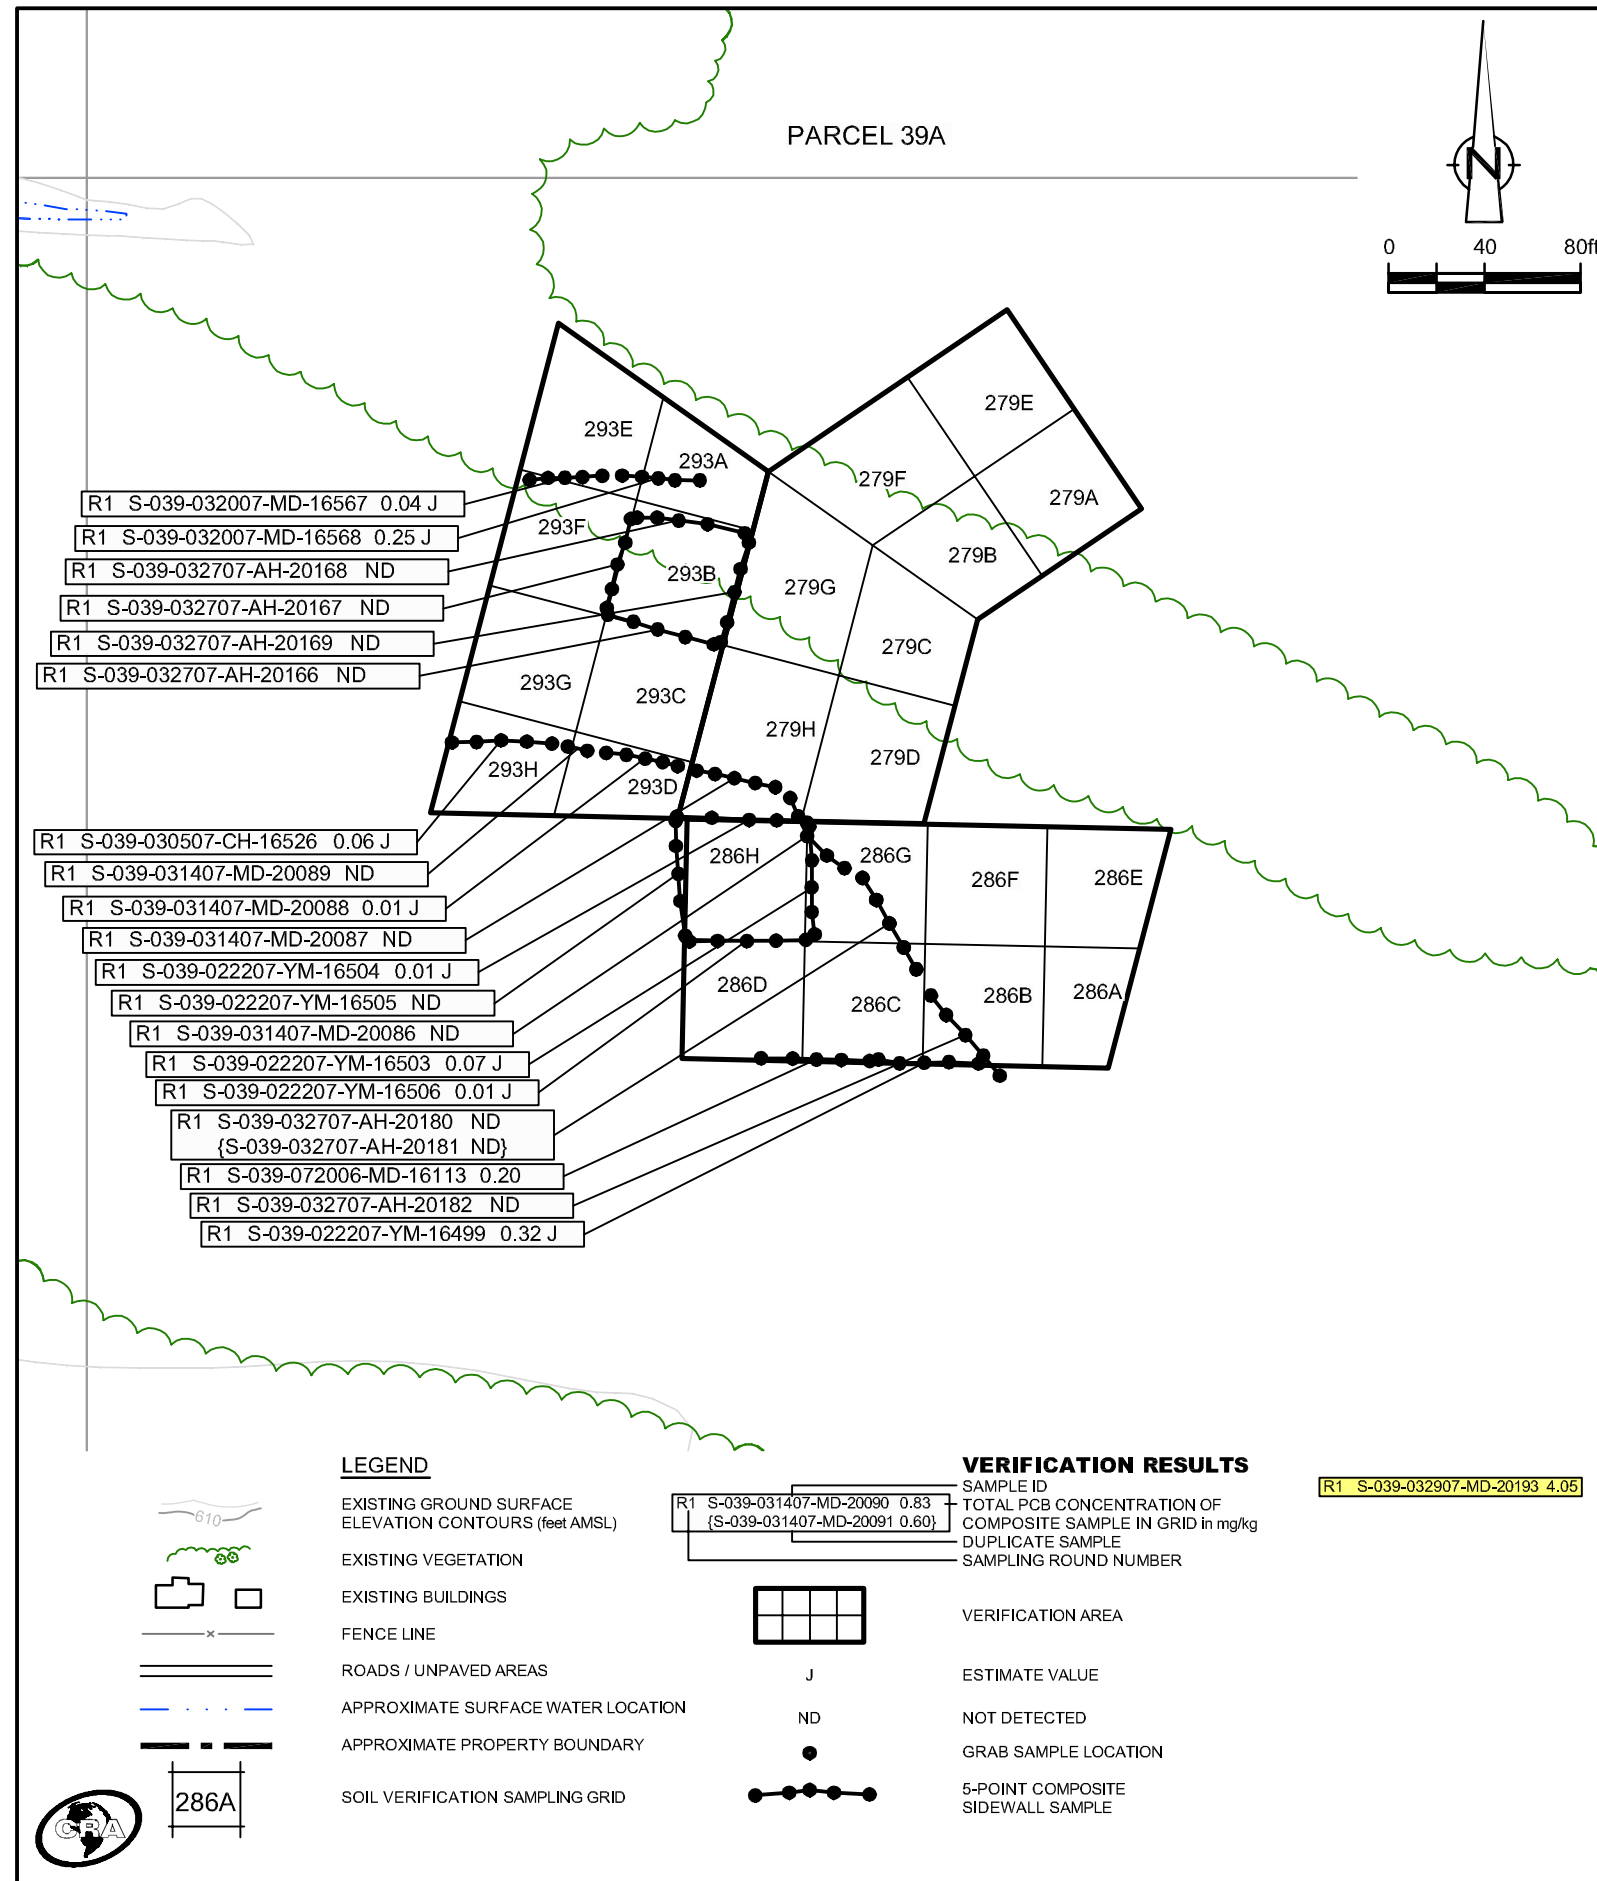 PARCEL 39A
N
0 40 80ft
279E
293E
293A
279F
279A
R1 S-039-032007-MD-16567 0.04 J
293F
R1 S-039-032007-MD-16568 0.25 J
279B
R1 S-039-032707-AH-20168 ND
293B
279G
R1 S-039-032707-AH-20167 ND
R1 S-039-032707-AH-20169 ND
279C
R1 S-039-032707-AH-20166 ND
293G
293C
279H
279D
293H
293D
R1 S-039-030507-CH-16526 0.06 J
286H
286G
286F
286E
R1 S-039-031407-MD-20089 ND
R1 S-039-031407-MD-20088 0.01 J
R1 S-039-031407-MD-20087 ND
R1 S-039-022207-YM-16504 0.01 J
286D
286C
286B
286A
R1 S-039-022207-YM-16505 ND
R1 S-039-031407-MD-20086 ND
R1 S-039-022207-YM-16503 0.07 J
R1 S-039-022207-YM-16506 0.01 J
R1 S-039-032707-AH-20180 ND
{S-039-032707-AH-20181 ND}
R1 S-039-072006-MD-16113 0.20
R1 S-039-032707-AH-20182 ND
R1 S-039-022207-YM-16499 0.32 J
LEGEND
610
EXISTING GROUND SURFACE
ELEVATION CONTOURS (feet AMSL)
EXISTING VEGETATION
EXISTING BUILDINGS
FENCE LINE
ROADS / UNPAVED AREAS
APPROXIMATE SURFACE WATER LOCATION
APPROXIMATE PROPERTY BOUNDARY
286A
SOIL VERIFICATION SAMPLING GRID
CRA
VERIFICATION RESULTS
R1 S-039-031407-MD-20090 0.83
{S-039-031407-MD-20091 0.60}
SAMPLE ID
TOTAL PCB CONCENTRATION OF
COMPOSITE SAMPLE IN GRID in mg/kg
DUPLICATE SAMPLE
SAMPLING ROUND NUMBER
R1 S-039-032907-MD-20193 4.05
VERIFICATION AREA
J ESTIMATE VALUE
ND NOT DETECTED
GRAB SAMPLE LOCATION
5-POINT COMPOSITE
SIDEWALL SAMPLE